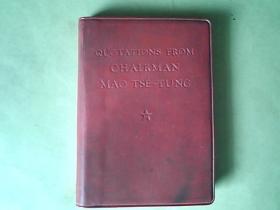 QUOTATIONS FROM
CHAIRMAN
MAO TSE-TUNG